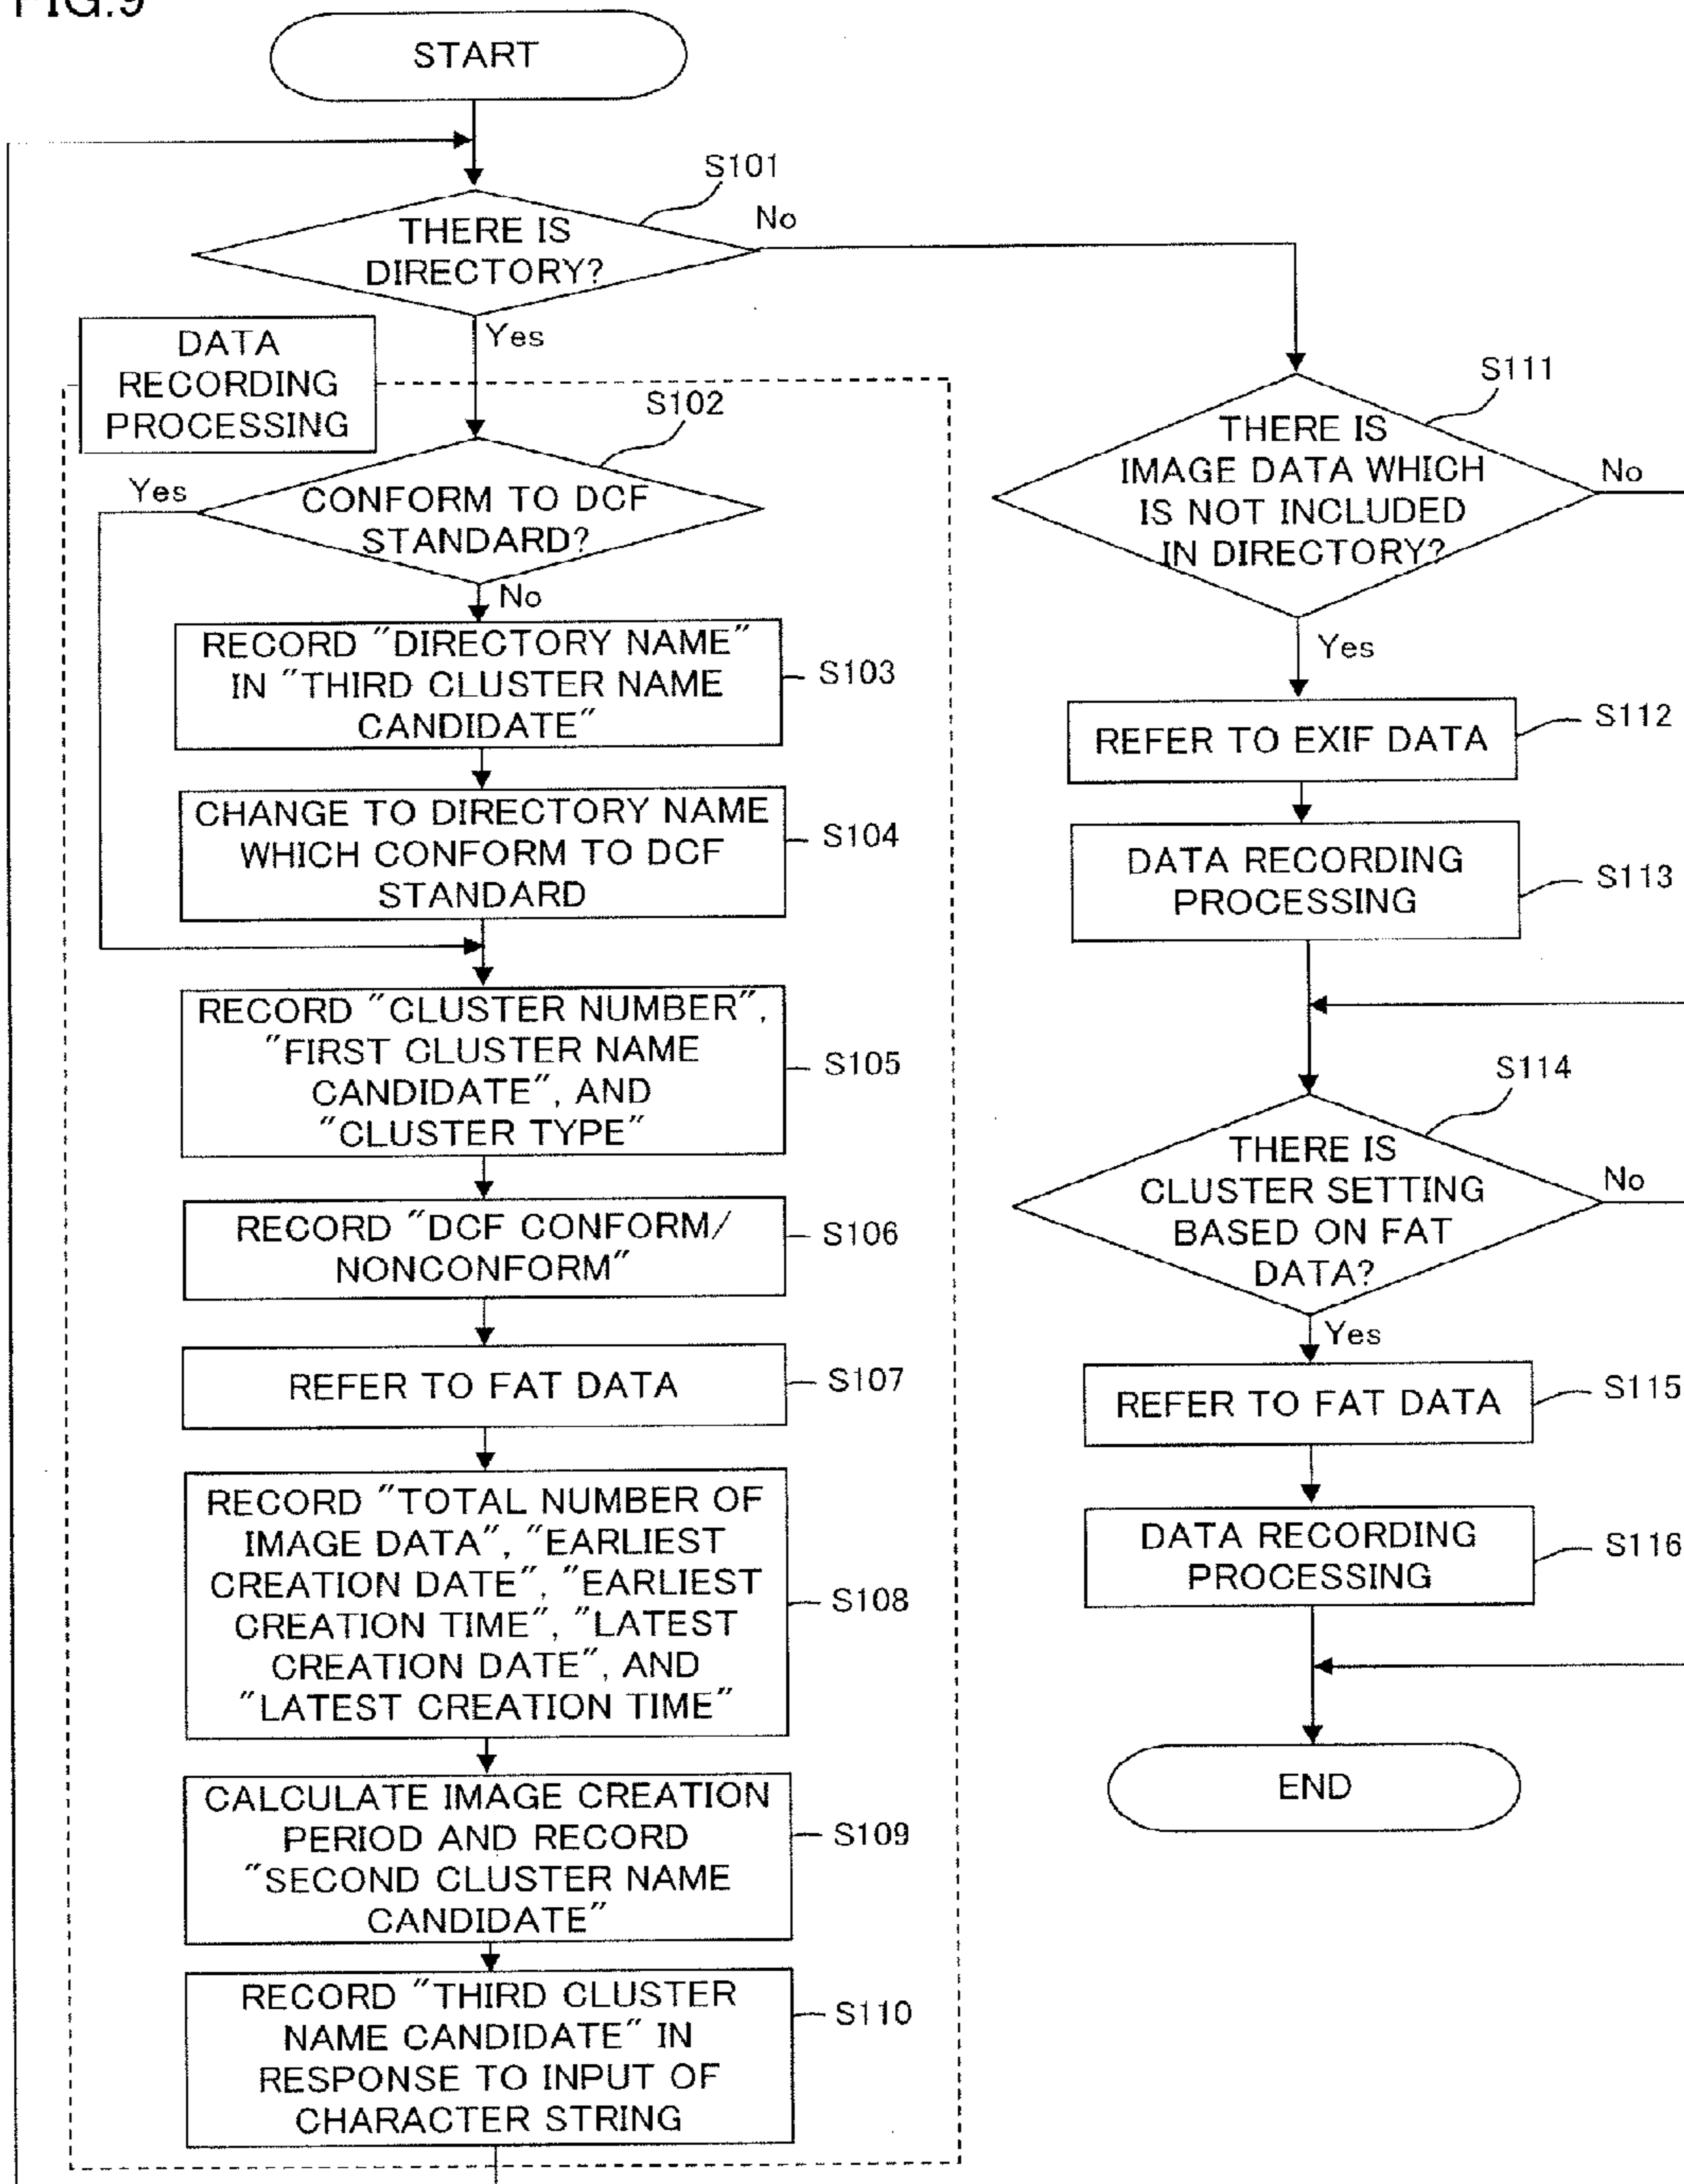 FIG.9
START
S101
THERE IS
DIRECTORY?
No
Yes
DATA
RECORDING
PROCESSING
S102
CONFORM TO DCF
STANDARD?
Yes
No
RECORD "DIRECTORY NAME"
IN "THIRD CLUSTER NAME
CANDIDATE"
S103
CHANGE TO DIRECTORY NAME
WHICH CONFORM TO DCF
STANDARD
S104
RECORD "CLUSTER NUMBER",
"FIRST CLUSTER NAME
CANDIDATE", AND
"CLUSTER TYPE"
S105
RECORD "DCF CONFORM/
NONCONFORM"
S106
REFER TO FAT DATA
S107
RECORD "TOTAL NUMBER OF
IMAGE DATA", "EARLIEST
CREATION DATE", "EARLIEST
CREATION TIME", "LATEST
CREATION DATE", AND
"LATEST CREATION TIME"
S108
CALCULATE IMAGE CREATION
PERIOD AND RECORD
"SECOND CLUSTER NAME
CANDIDATE"
S109
RECORD "THIRD CLUSTER
NAME CANDIDATE" IN
RESPONSE TO INPUT OF
CHARACTER STRING
S110
S111
THERE IS
IMAGE DATA WHICH
IS NOT INCLUDED
IN DIRECTORY?
No
Yes
REFER TO EXIF DATA
S112
DATA RECORDING
PROCESSING
S113
S114
THERE IS
CLUSTER SETTING
BASED ON FAT
DATA?
No
Yes
REFER TO FAT DATA
S115
DATA RECORDING
PROCESSING
S116
END